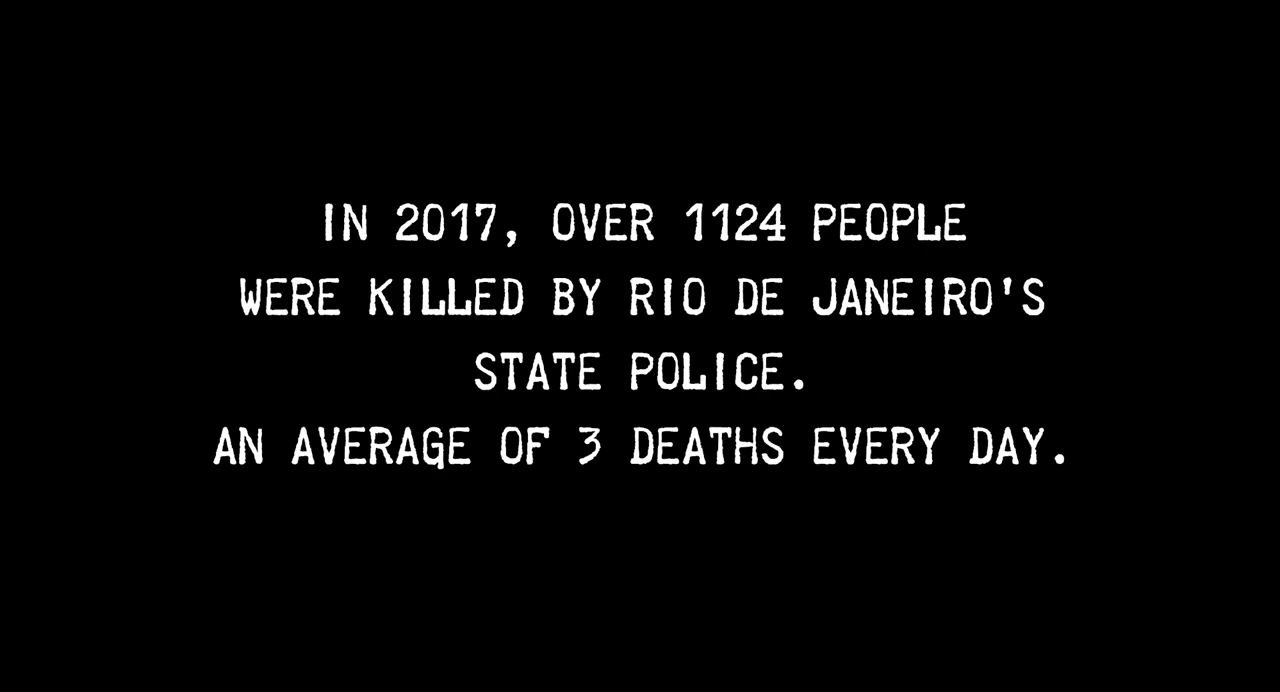 IN 2017, OVER 1124 PEOPLE
WERE KILLED BY RIO DE JANEIRO'S
STATE POLICE.
AN AVERAGE OF 3 DEATHS EVERY DAY.